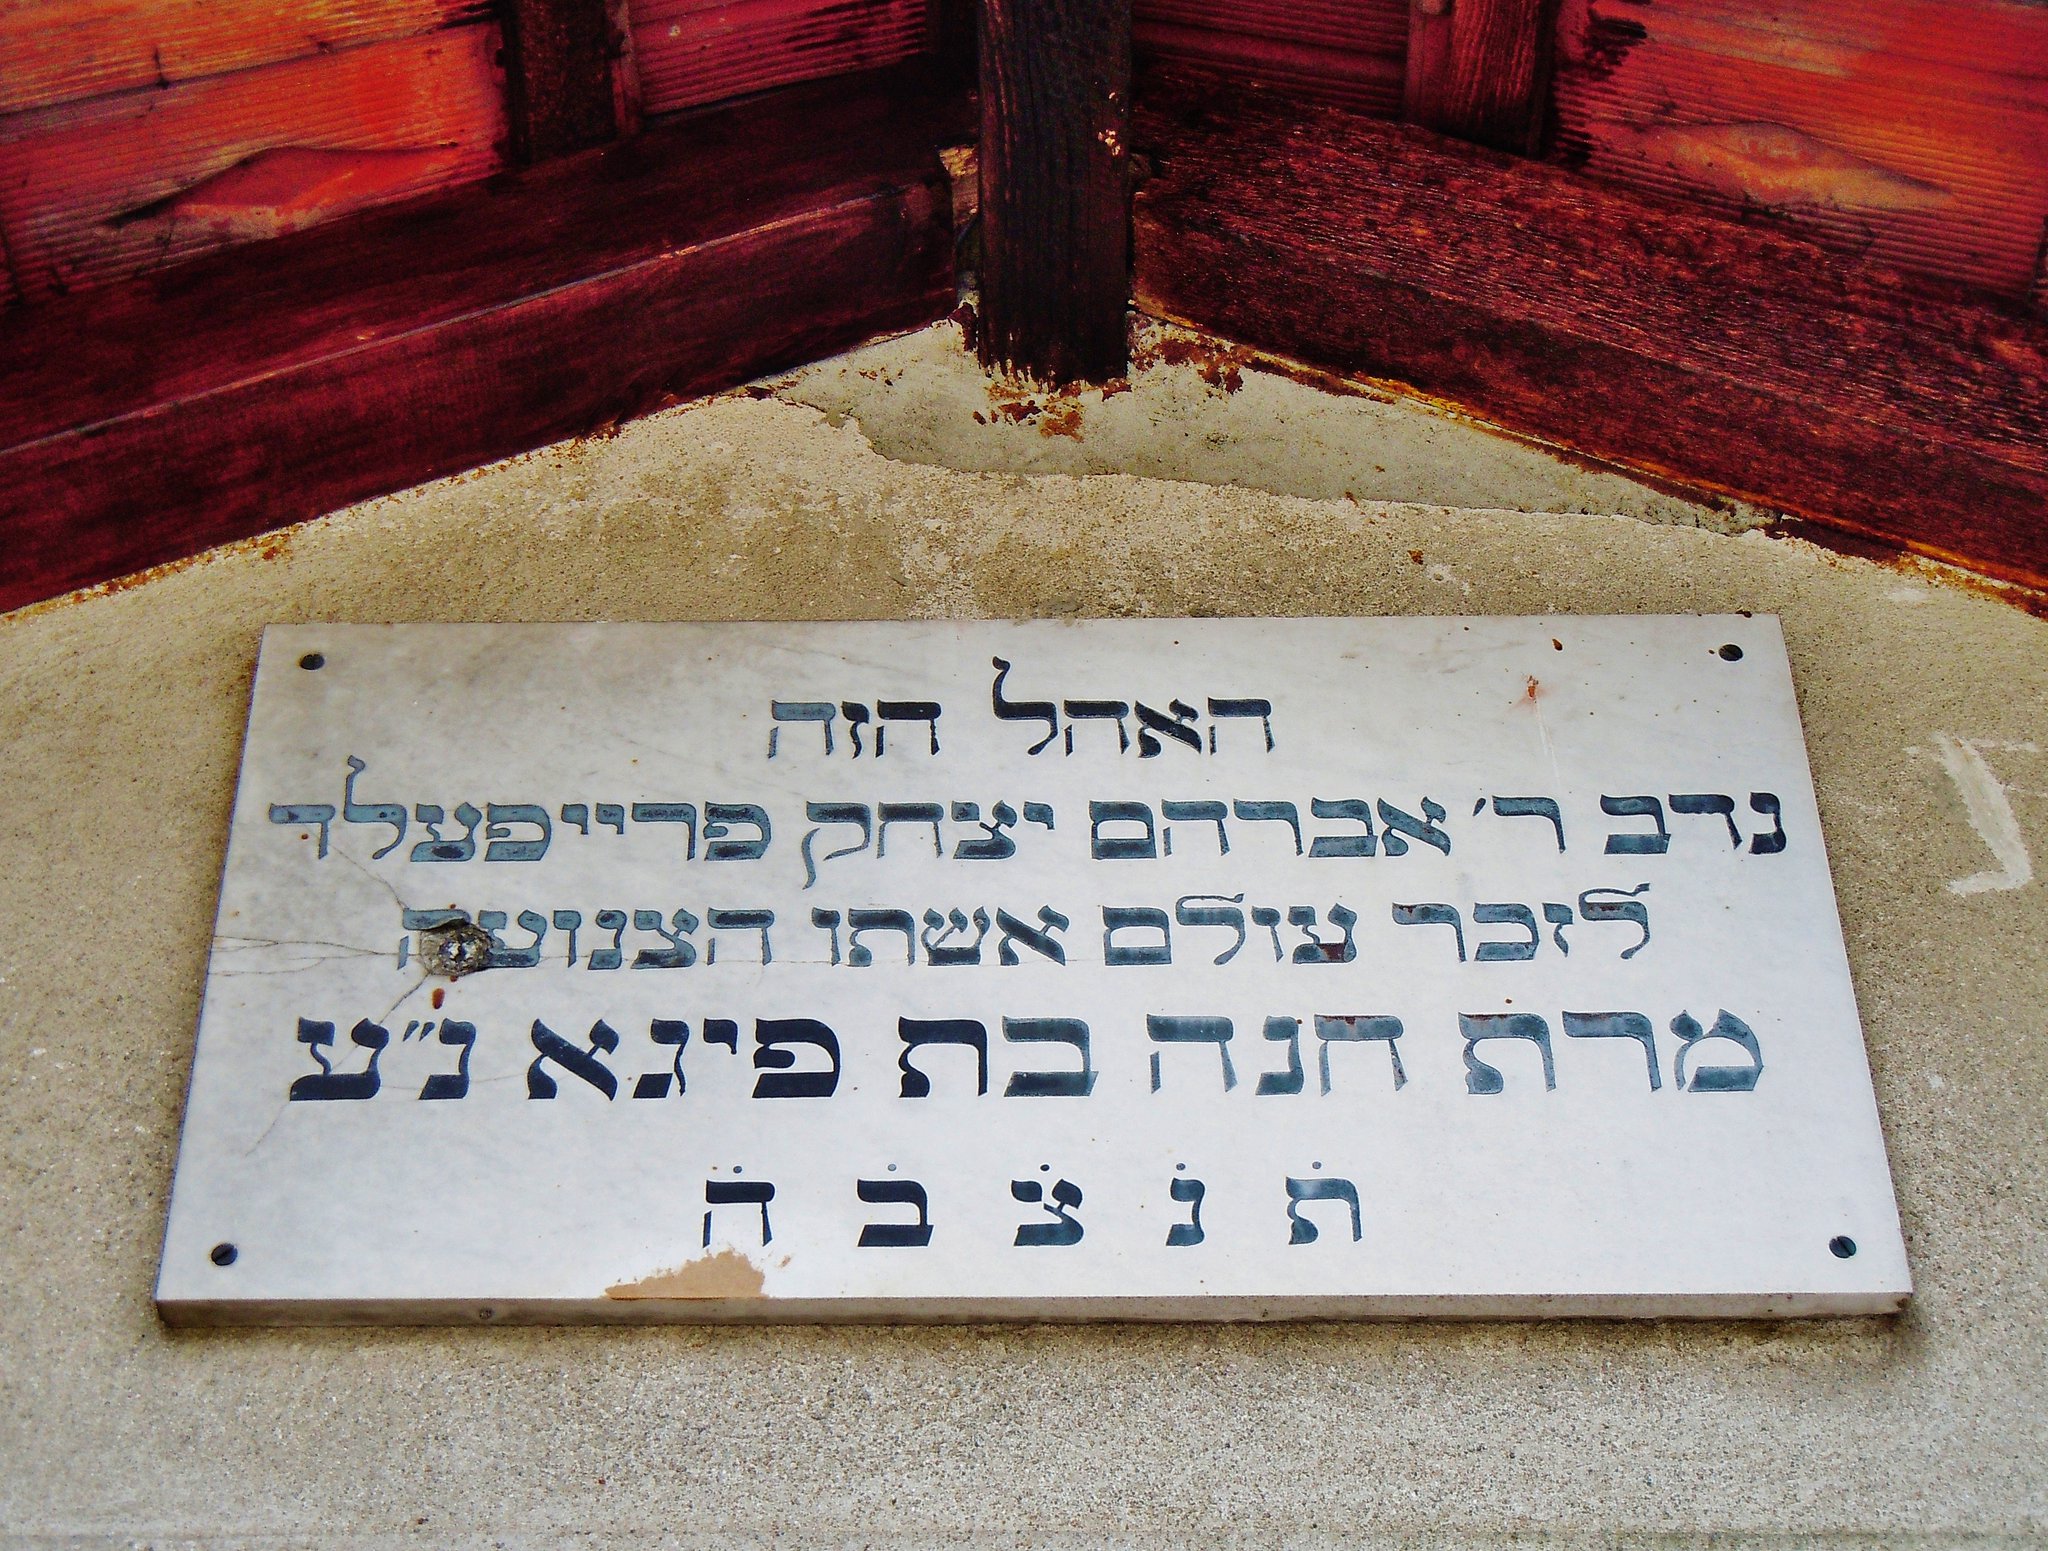 האהל הזה
נדב ר׳ אברהם יצחק פרייפעלד
לזכר עולם אשתו הצנועה
מרת חנה בת פיגא נ״ע
תׄ נׄ צׄ בׄ הׄ